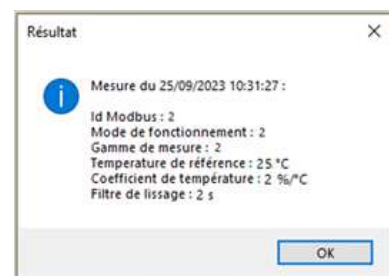 Résultat
Mesure du 25/09/2023 10:31:27 :
Id Modbus : 2
Mode de fonctionnement : 2
Gamme de mesure : 2
Temperature de référence : 25 °C
Coefficient de température : 2 %/°C
Filtre de lissage : 2 s
OK